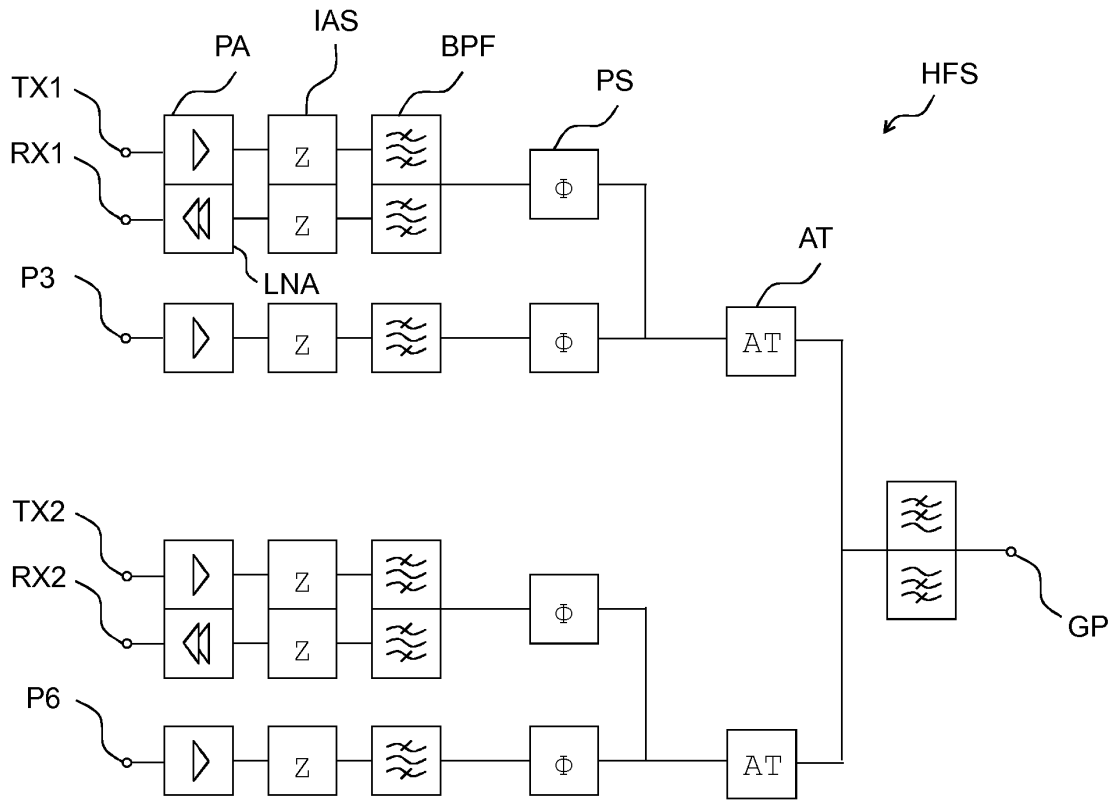 IAS
PA
BPF
HFS
PS
TX1
RX1
Z
Φ
Z
AT
P3
LNA
Z
Φ
AT
TX2
RX2
Z
Φ
Z
GP
P6
Z
Φ
AT